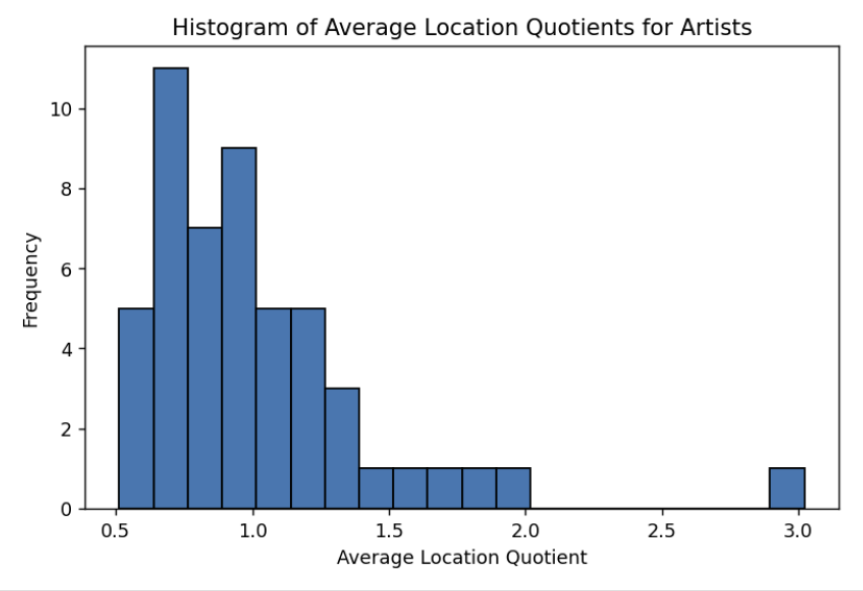 Histogram of Average Location Quotients for Artists
10
8
6
4
2
0
Frequency
0.5 1.0 1.5 2.0 2.5 3.0
Average Location Quotient